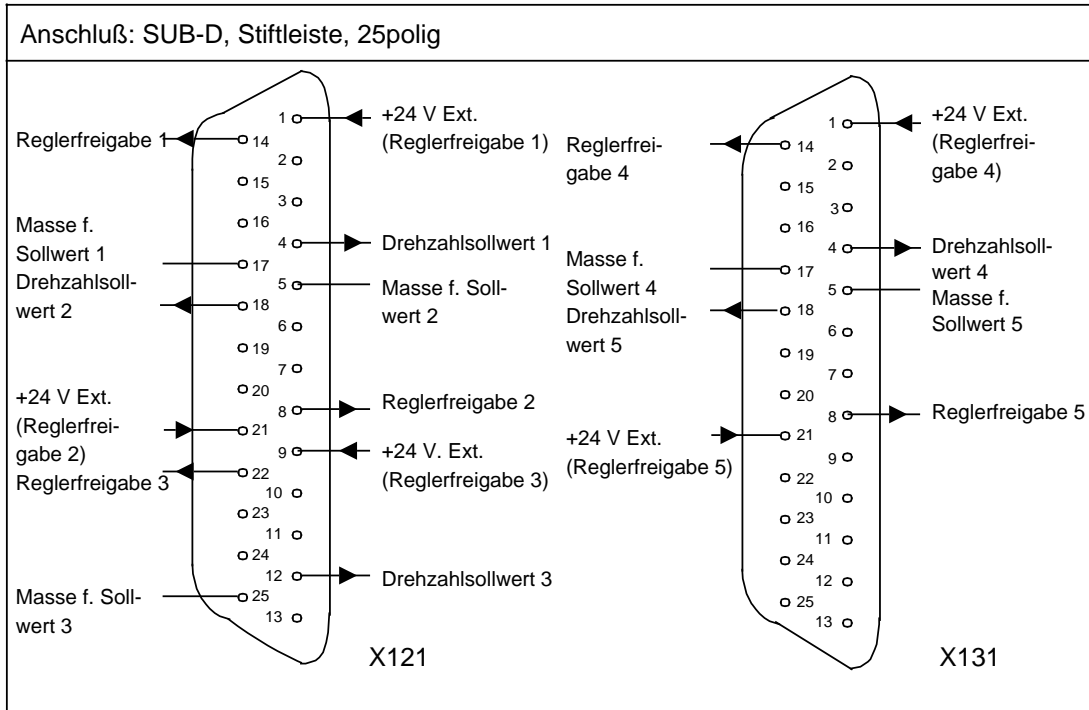 Anschluß: SUB-D, Stiftleiste, 25polig
Reglerfreigabe 1
Masse f.
Sollwert 1
Drehzahlsoll-
wert 2
+24 V Ext.
(Reglerfrei-
gabe 2)
Reglerfreigabe 3
Masse f. Soll-
wert 3
1
14
2
15
3
16
4
17
5
18
6
19
7
20
8
21
9
22
10
23
11
24
12
25
13
+24 V Ext.
(Reglerfreigabe 1)
Drehzahlsollwert 1
Masse f. Soll-
wert 2
Reglerfreigabe 2
+24 V. Ext.
(Reglerfreigabe 3)
Drehzahlsollwert 3
X121
Reglerfrei-
gabe 4
Masse f.
Sollwert 4
Drehzahlsoll-
wert 5
+24 V Ext.
(Reglerfreigabe 5)
1
14
2
15
3
16
4
17
5
18
6
19
7
20
8
21
9
22
10
23
11
24
12
25
13
+24 V Ext.
(Reglerfrei-
gabe 4)
Drehzahlsoll-
wert 4
Masse f.
Sollwert 5
Reglerfreigabe 5
X131